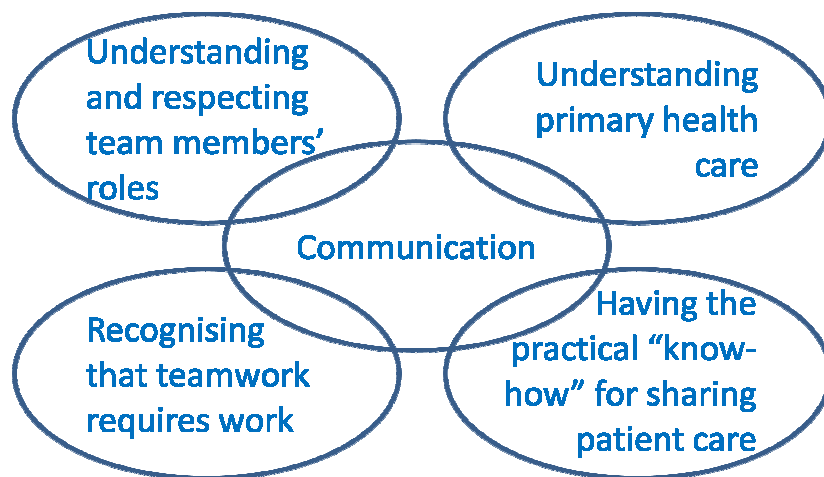 Understanding
and respecting
team members’
roles
Understanding
primary health
care
Communication
Recognising
that teamwork
requires work
Having the
practical “know-
how” for sharing
patient care